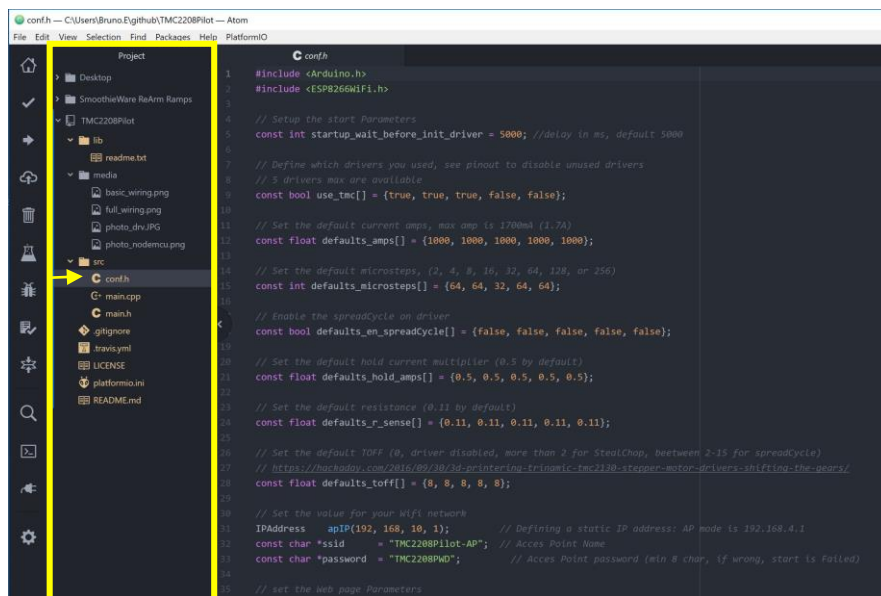 conf.h — C:\Users\Bruno.E\github\TMC2208Pilot — Atom
File Edit View Selection Find Packages Help PlatformIO
Project
Desktop
SmoothieWare ReArm Ramps
TMC2208Pilot
lib
readme.txt
media
basic_wiring.png
full_wiring.png
photo_drv.JPG
photo_nodemcu.png
src
conf.h
main.cpp
main.h
.gitignore
.travis.yml
LICENSE
platformio.ini
README.md
conf.h
1 #include <Arduino.h>
2 #include <ESP8266WiFi.h>
3
4 // Setup the start Parameters
5 const int startup_wait_before_init_driver = 5000; //delay in ms, default 5000
6
7 // Define which drivers you used, see pinout to disable unused drivers
8 // 5 drivers max are available
9 const bool use_tmc[] = {true, true, true, false, false};
10
11 // Set the default current amps, max amp is 1700mA (1.7A)
12 const float defaults_amps[] = {1000, 1000, 1000, 1000, 1000};
13
14 // Set the default microsteps, (2, 4, 8, 16, 32, 64, 128, or 256)
15 const int defaults_microsteps[] = {64, 64, 32, 64, 64};
16
// Enable the spreadCycle on driver
const bool defaults_en_spreadCycle[] = {false, false, false, false, false};
19
20 // Set the default hold current multiplier (0.5 by default)
21 const float defaults_hold_amps[] = {0.5, 0.5, 0.5, 0.5, 0.5};
22
23 // Set the default resistance (0.11 by default)
24 const float defaults_r_sense[] = {0.11, 0.11, 0.11, 0.11, 0.11};
25
26 // Set the default TOFF (0, driver disabled, more than 2 for StealChop, beetween 2-15 for spreadCycle)
27 // https://hackaday.com/2016/09/30/3d-printering-trinamic-tmc2130-stepper-motor-drivers-shifting-the-gears/
28 const float defaults_toff[] = {8, 8, 8, 8, 8};
29
30 // Set the value for your Wifi network
31 IPAddress apIP(192, 168, 10, 1); // Defining a static IP address: AP mode is 192.168.4.1
32 const char *ssid = "TMC2208Pilot-AP"; // Acces Point Name
33 const char *password = "TMC2208PWD"; // Acces Point password (min 8 char, if wrong, start is Failed)
34
35 // set the Web page Parameters